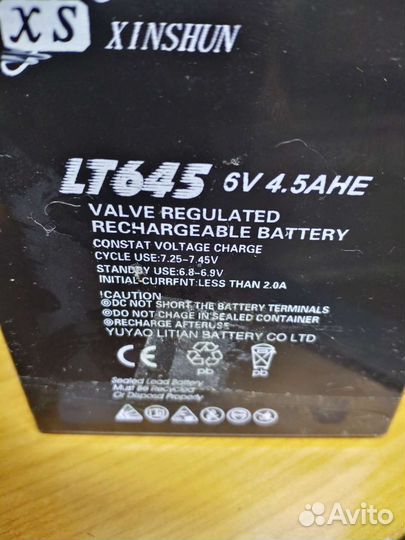 XS XINSHUN
LT645 6V 4.5AHE
VALVE REGULATED
RECHARGEABLE BATTERY
CONSTAT VOLTAGE CHARGE
CYCLE USE:7.25-7.45V
STANDBY USE:6.8-6.9V
INITIAL CURRENT:LESS THAN 2.0A
!CAUTION
DO NOT SHORT THE BATTERY TERMINALS
DO NOT CHAGE IN SEALED CONTAINER
RECHARGE AFTERUSE
YUYAO LITIAN BATTERY CO LTD
CE pb pb
Sealed Lead Battery
Must Be Recycled
Or Disposed Properly
Avito